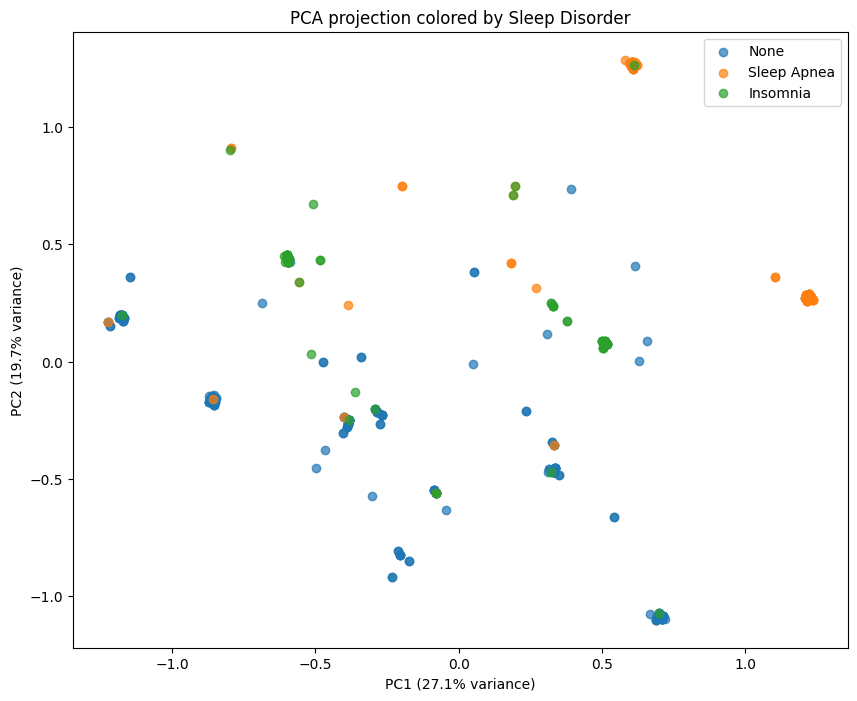 PCA projection colored by Sleep Disorder
None
Sleep Apnea
Insomnia
1.0
0.5
0.0
−0.5
−1.0
PC2 (19.7% variance)
−1.0
−0.5
0.0
0.5
1.0
PC1 (27.1% variance)